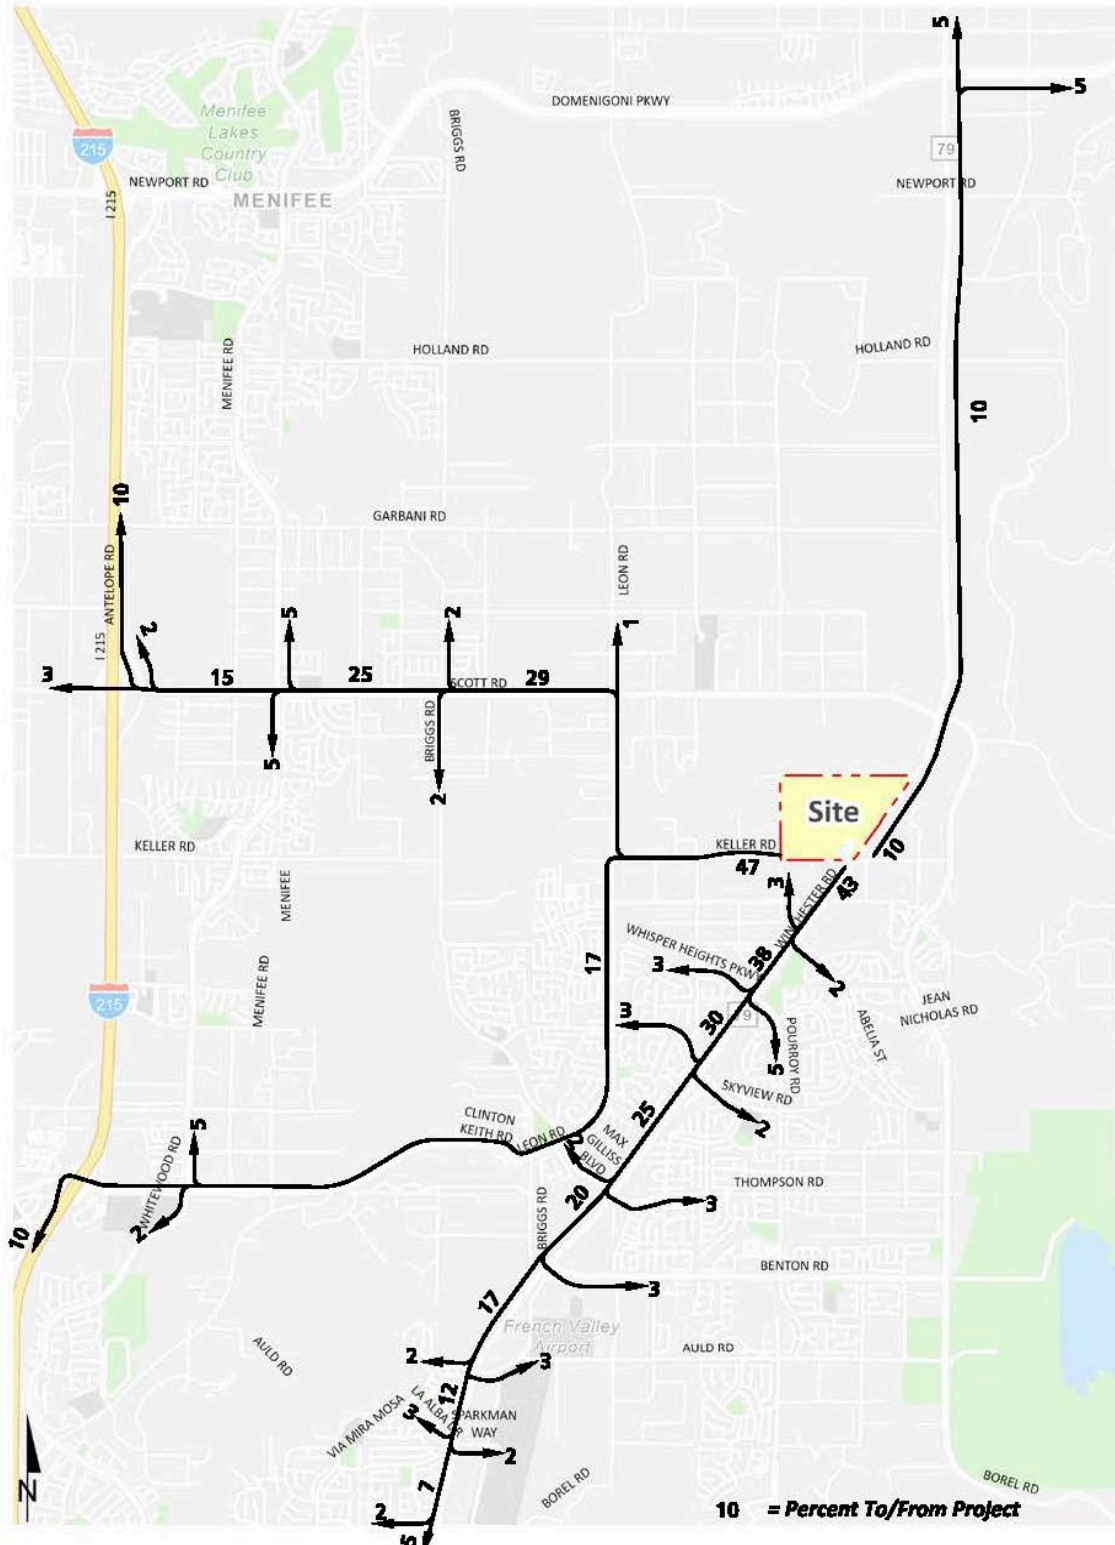 5
5
DOMENIGONI PKWY
BRIGGS RD
Menifee
Lakes
Country
Club
215
79
NEWPORT RD
NEWPORT RD
MENIFEE
I 215
HOLLAND RD
HOLLAND RD
MENIFEE RD
10
10
GARBANI RD
ANTELOPE RD
LEON RD
I 215
2
5
2
1
3
15
25
SCOTT RD
29
BRIGGS RD
5
2
Site
KELLER RD
KELLER RD
47
10
43
3
WINCHESTER RD
MENIFEE
WHISPER HEIGHTS PKWY
38
3
2
17
MENIFEE RD
215
JEAN
NICHOLAS RD
3
30
79
POURROY RD
ABELIA ST
5
SKYVIEW RD
25
2
CLINTON
KEITH RD
LEON RD
MAX
GILLISS
BLVD
2
5
WHITEWOOD RD
2
10
THOMPSON RD
20
3
BRIGGS RD
BENTON RD
3
17
French Valley
Airport
AULD RD
AULD RD
2
3
12
VIA MIRA MOSA
LA ALBA DR
3
SPARKMAN
WAY
2
7
BOREL RD
BOREL RD
N
2
5
10 = Percent To/From Project